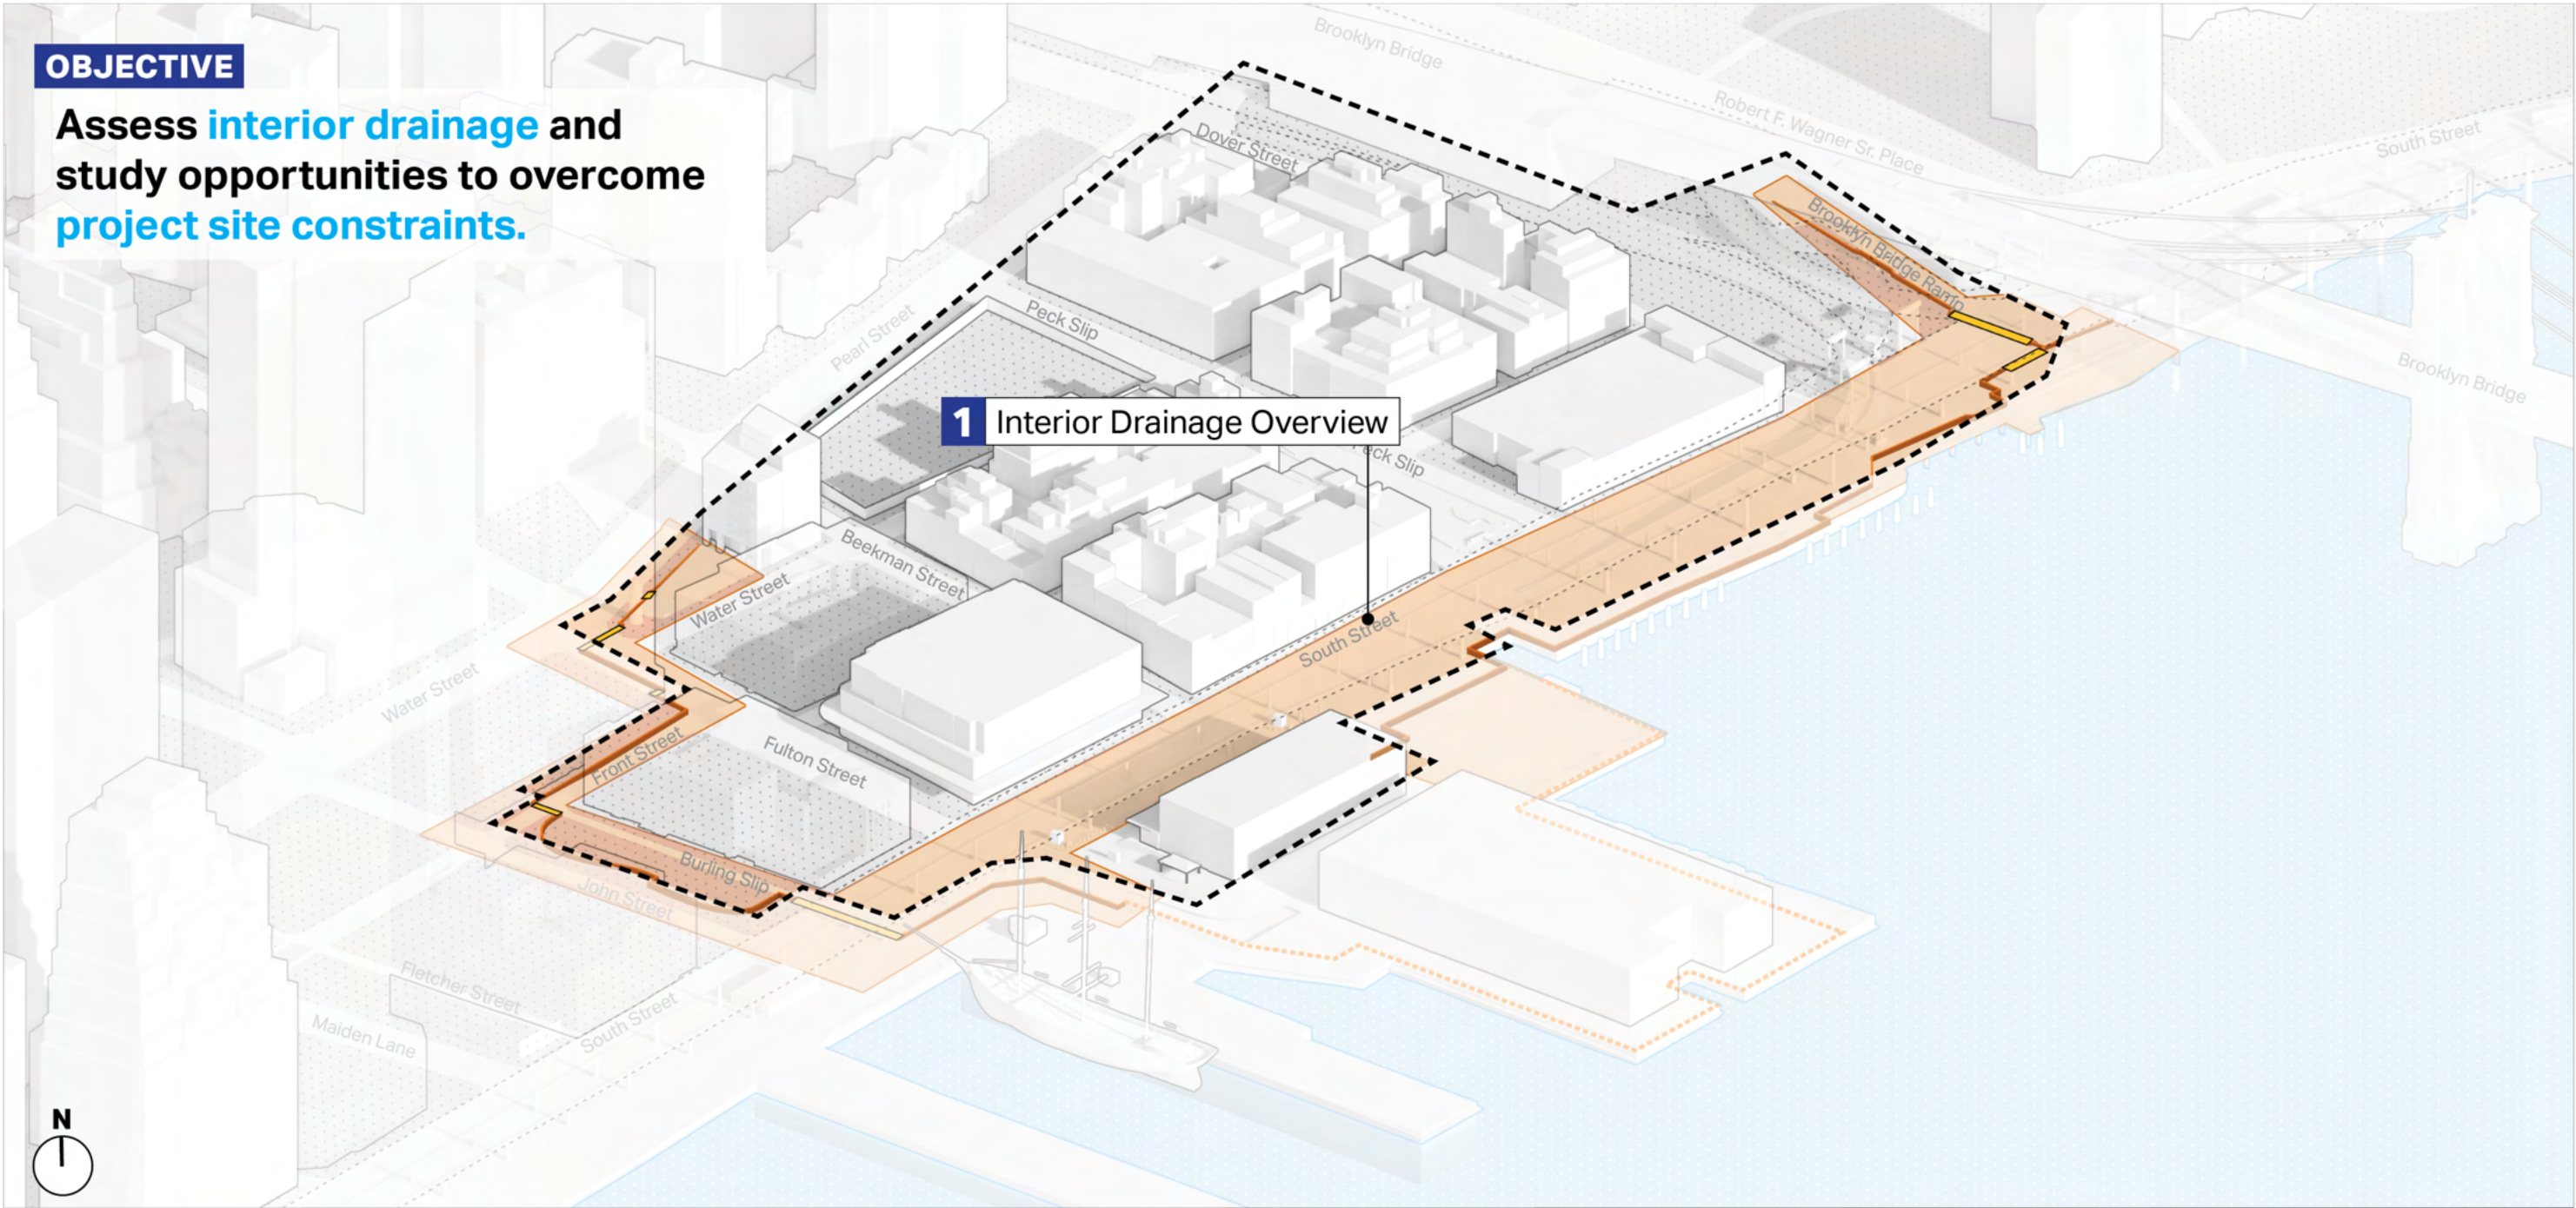 OBJECTIVE
Assess interior drainage and
study opportunities to overcome
project site constraints.
Brooklyn Bridge
Robert F. Wagner Sr. Place
South Street
Dover Street
Brooklyn Bridge Ramp
Peck Slip
Pearl Street
Brooklyn Bridge
1 Interior Drainage Overview
Peck Slip
Beekman Street
Water Street
South Street
Water Street
Front Street
Fulton Street
Burling Slip
John Street
Fletcher Street
South Street
Maiden Lane
N